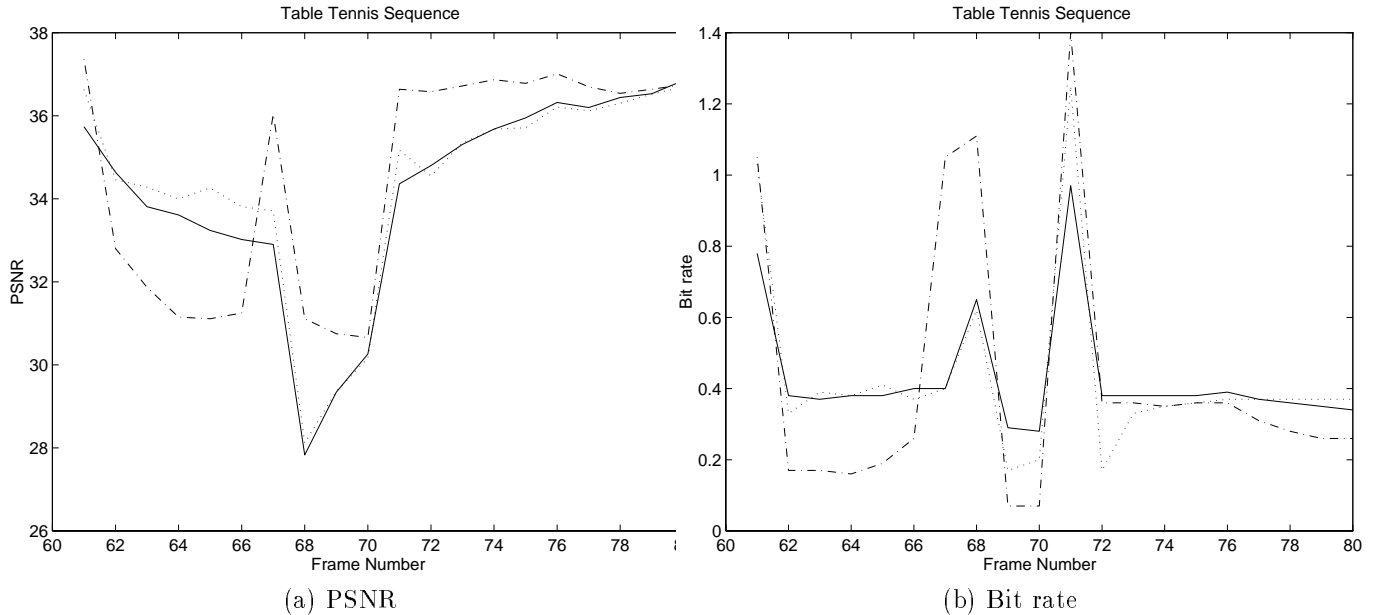 Table Tennis Sequence
38
36
34
32
30
28
26
PSNR
60 62 64 66 68 70 72 74 76 78
Frame Number
(a) PSNR
Table Tennis Sequence
1.4
1.2
1
0.8
0.6
0.4
0.2
0
Bit rate
60 62 64 66 68 70 72 74 76 78 80
Frame Number
(b) Bit rate